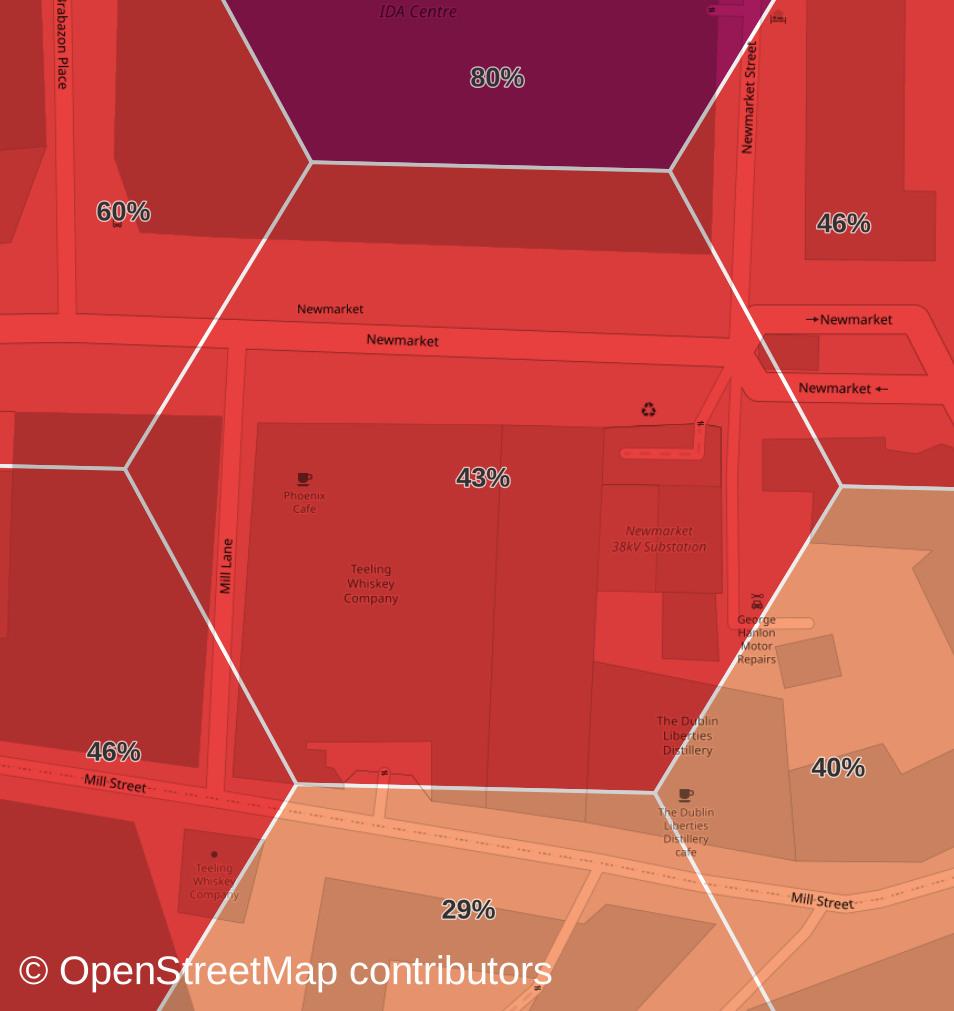 IDA Centre
Brabazon Place
80%
Newmarket Street
60%
46%
Newmarket
→Newmarket
Newmarket
Newmarket ←
43%
Phoenix
Cafe
Newmarket
38kV Substation
Mill Lane
Teeling
Whiskey
Company
George
Hanlon
Motor
Repairs
The Dublin
Liberties
Distillery
46%
40%
Mill Street
The Dublin
Liberties
Distillery
cafe
Teeling
Whiskey
Company
Mill Street
29%
© OpenStreetMap contributors